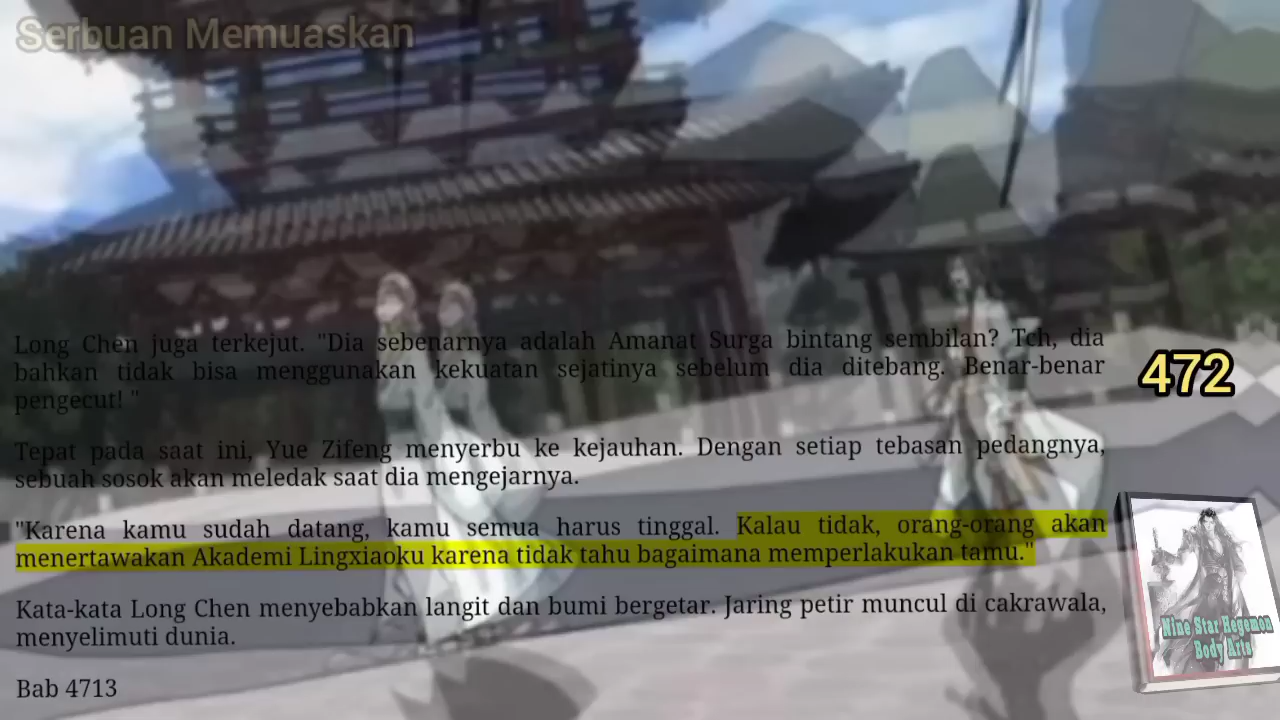 Serbuan Memuaskan
Long Chen juga terkejut. "Dia sebenarnya adalah Amanat Surga bintang sembilan? Tch, dia
bahkan tidak bisa menggunakan kekuatan sejatinya sebelum dia ditebang. Benar-benar
pengecut! "
472
Tepat pada saat ini, Yue Zifeng menyerbu ke kejauhan. Dengan setiap tebasan pedangnya,
sebuah sosok akan meledak saat dia mengejarnya.
"Karena kamu sudah datang, kamu semua harus tinggal. Kalau tidak, orang-orang akan
menertawakan Akademi Lingxiaoku karena tidak tahu bagaimana memperlakukan tamu."
Kata-kata Long Chen menyebabkan langit dan bumi bergetar. Jaring petir muncul di cakrawala,
menyelimuti dunia.
Nine Star Hegemon
Body Arts
Bab 4713